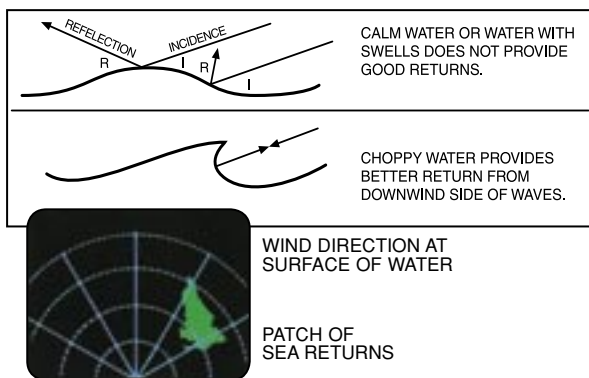 REFELECTION
INCIDENCE
R
I
R
I
CALM WATER OR WATER WITH
SWELLS DOES NOT PROVIDE
GOOD RETURNS.
CHOPPY WATER PROVIDES
BETTER RETURN FROM
DOWNWIND SIDE OF WAVES.
WIND DIRECTION AT
SURFACE OF WATER
PATCH OF
SEA RETURNS